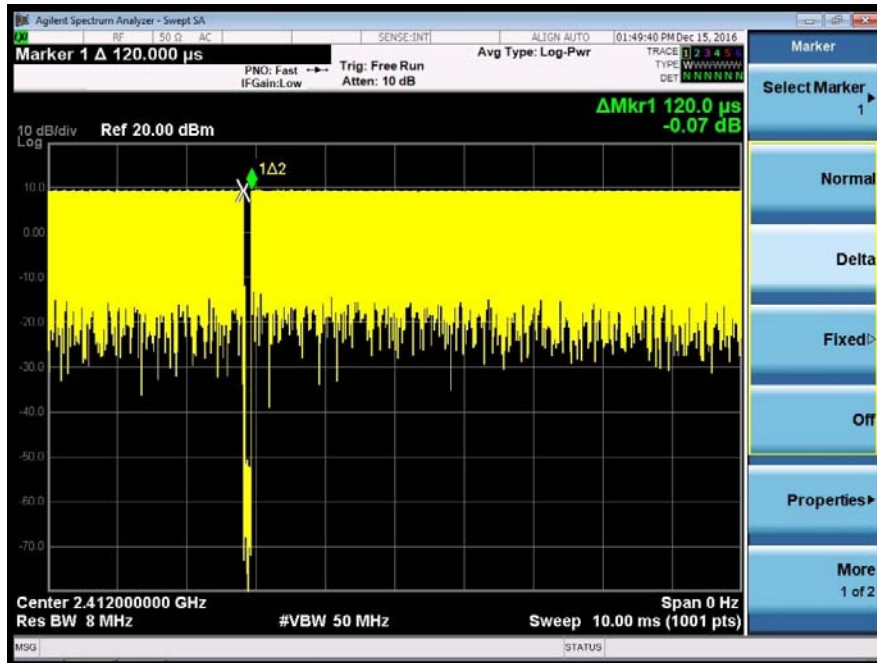 Agilent Spectrum Analyzer - Swept SA
LXI RF 50 Ω AC SENSE:INT ALIGN AUTO 01:49:40 PM Dec 15, 2016
Marker 1 Δ 120.000 µs
PNO: Fast
IFGain:Low
Trig: Free Run
Atten: 10 dB
Avg Type: Log-Pwr
TRACE 1 2 3 4 5 6
TYPE WWWWWW
DET N N N N N N
ΔMkr1 120.0 µs
-0.07 dB
10 dB/div Ref 20.00 dBm
Log
1Δ2
10.0
0.00
-10.0
-20.0
-30.0
-40.0
-50.0
-60.0
-70.0
Center 2.412000000 GHz Span 0 Hz
Res BW 8 MHz #VBW 50 MHz Sweep 10.00 ms (1001 pts)
MSG STATUS
Marker
Select Marker
1
Normal
Delta
Fixed
Off
Properties
More
1 of 2